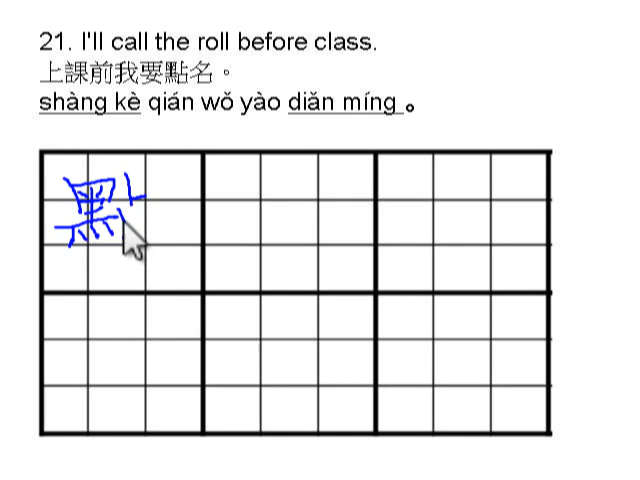 21. I'll call the roll before class.
上課前我要點名。
shàng kè qián wǒ yào diǎn míng 。